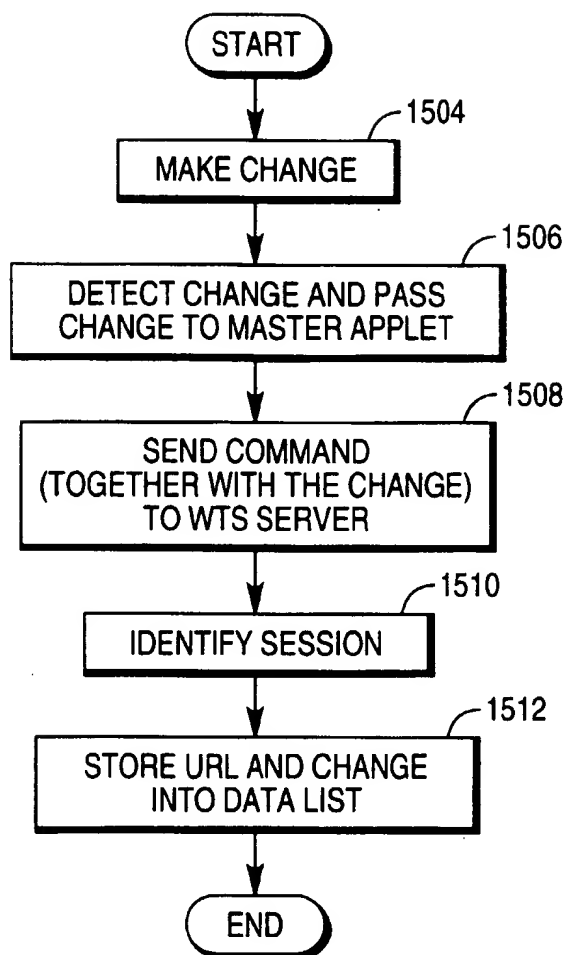 START
1504
MAKE CHANGE
1506
DETECT CHANGE AND PASS
CHANGE TO MASTER APPLET
1508
SEND COMMAND
(TOGETHER WITH THE CHANGE)
TO WTS SERVER
1510
IDENTIFY SESSION
1512
STORE URL AND CHANGE
INTO DATA LIST
END